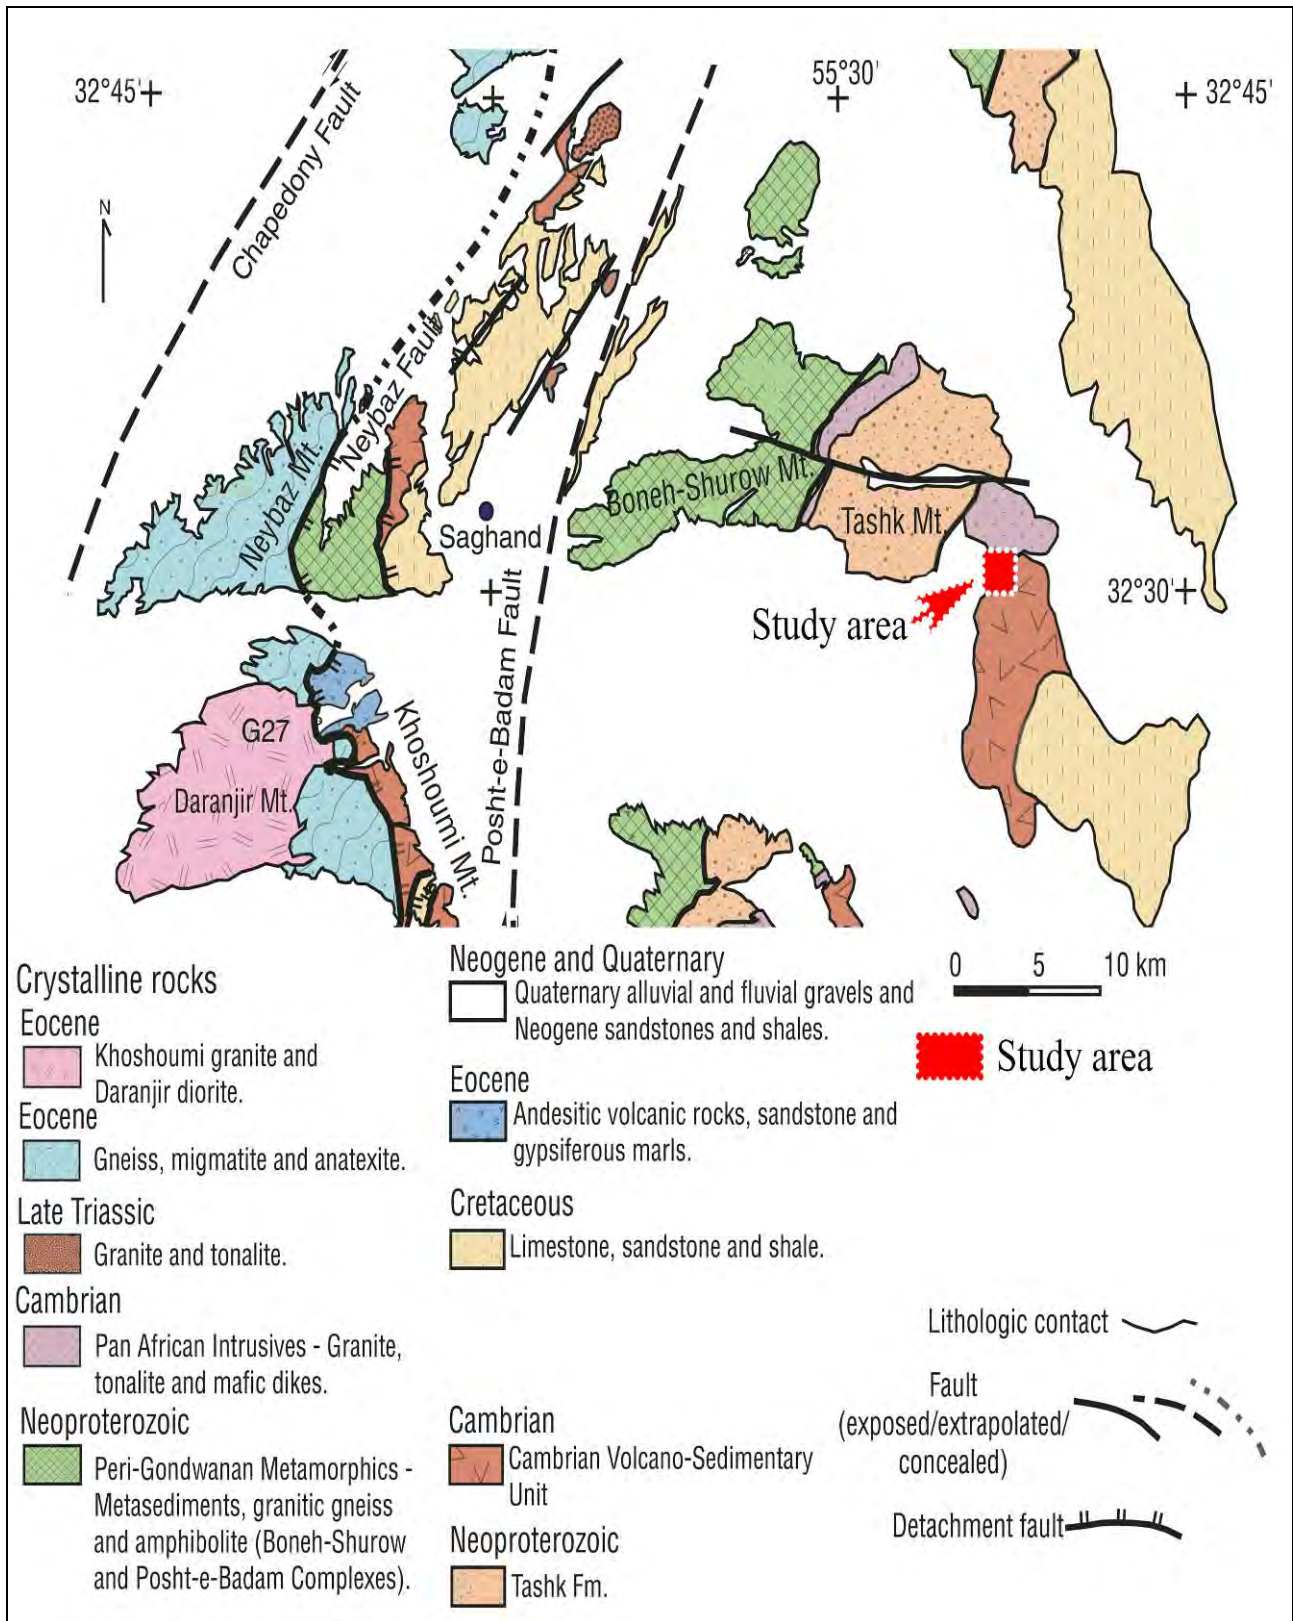 32°45'
55°30'
32°45'
Chapedony Fault
N
Neybaz Fault
Neybaz Mt.
Saghand
Boneh-Shurow Mt.
Tashk Mt.
32°30'
Study area
Posht-e-Badam Fault
Khoshoumi Mt.
G27
Daranjir Mt.
Crystalline rocks
Eocene
Khoshoumi granite and
Daranjir diorite.
Eocene
Gneiss, migmatite and anatexite.
Late Triassic
Granite and tonalite.
Cambrian
Pan African Intrusives - Granite,
tonalite and mafic dikes.
Neoproterozoic
Peri-Gondwanan Metamorphics -
Metasediments, granitic gneiss
and amphibolite (Boneh-Shurow
and Posht-e-Badam Complexes).
Neogene and Quaternary
Quaternary alluvial and fluvial gravels and
Neogene sandstones and shales.
Eocene
Andesitic volcanic rocks, sandstone and
gypsiferous marls.
Cretaceous
Limestone, sandstone and shale.
Cambrian
Cambrian Volcano-Sedimentary
Unit
Neoproterozoic
Tashk Fm.
0 5 10 km
Study area
Lithologic contact
Fault
(exposed/extrapolated/
concealed)
Detachment fault